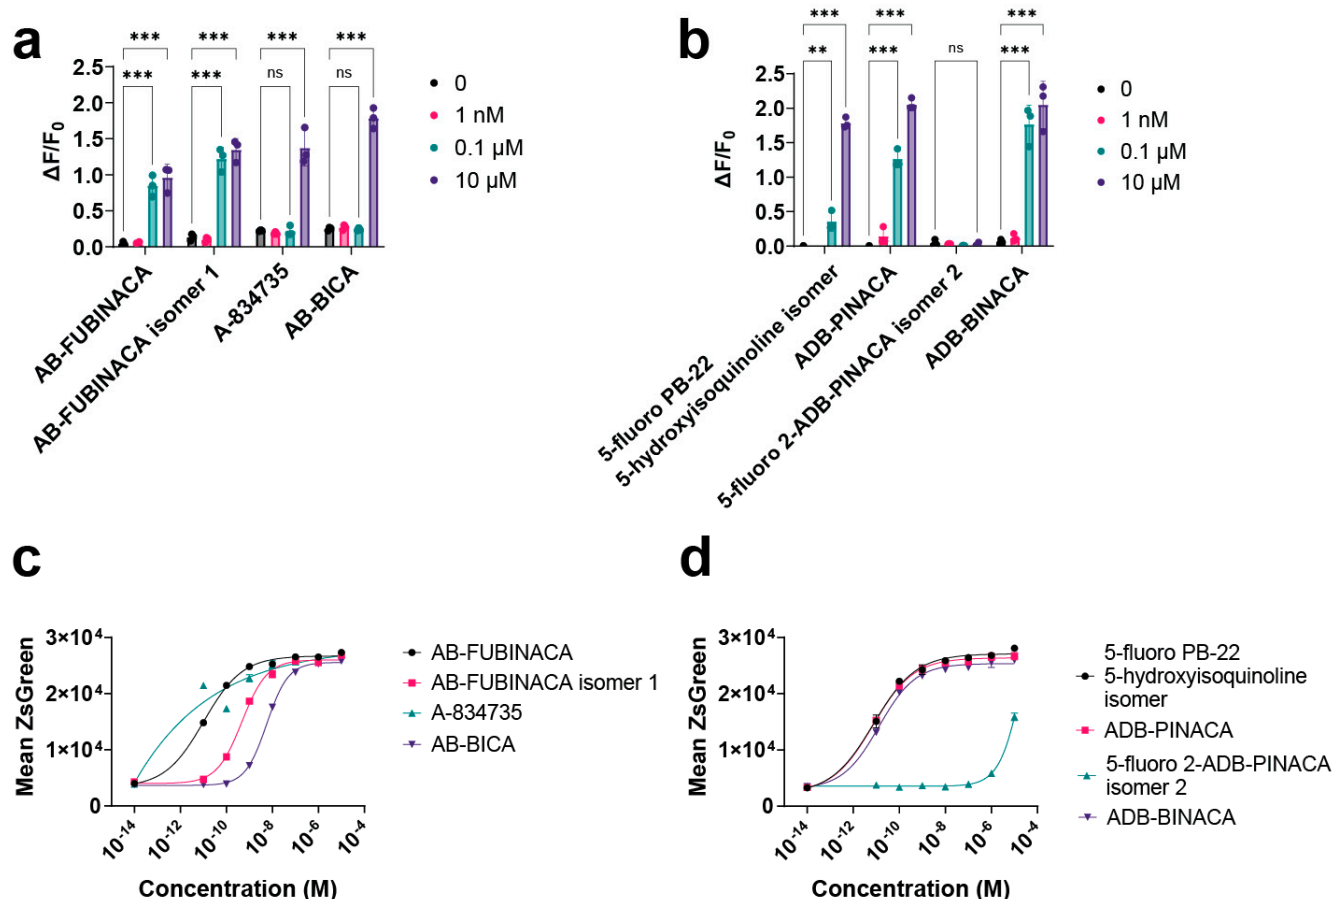 a
*** *** *** ***
*** *** ns ns
2.5
2.0
1.5
1.0
0.5
0.0
ΔF/F0
0
1 nM
0.1 µM
10 µM
AB-FUBINACA
AB-FUBINACA isomer 1
A-834735
AB-BICA
b
*** *** ***
** *** ns ***
2.5
2.0
1.5
1.0
0.5
0.0
ΔF/F0
0
1 nM
0.1 µM
10 µM
5-fluoro PB-22
5-hydroxyisoquinoline isomer
ADB-PINACA
5-fluoro 2-ADB-PINACA isomer 2
ADB-BINACA
c
3×10⁴
2×10⁴
1×10⁴
0
Mean ZsGreen
10⁻¹⁴ 10⁻¹² 10⁻¹⁰ 10⁻⁸ 10⁻⁶ 10⁻⁴
Concentration (M)
AB-FUBINACA
AB-FUBINACA isomer 1
A-834735
AB-BICA
d
3×10⁴
2×10⁴
1×10⁴
0
Mean ZsGreen
10⁻¹⁴ 10⁻¹² 10⁻¹⁰ 10⁻⁸ 10⁻⁶ 10⁻⁴
Concentration (M)
5-fluoro PB-22
5-hydroxyisoquinoline
isomer
ADB-PINACA
5-fluoro 2-ADB-PINACA
isomer 2
ADB-BINACA